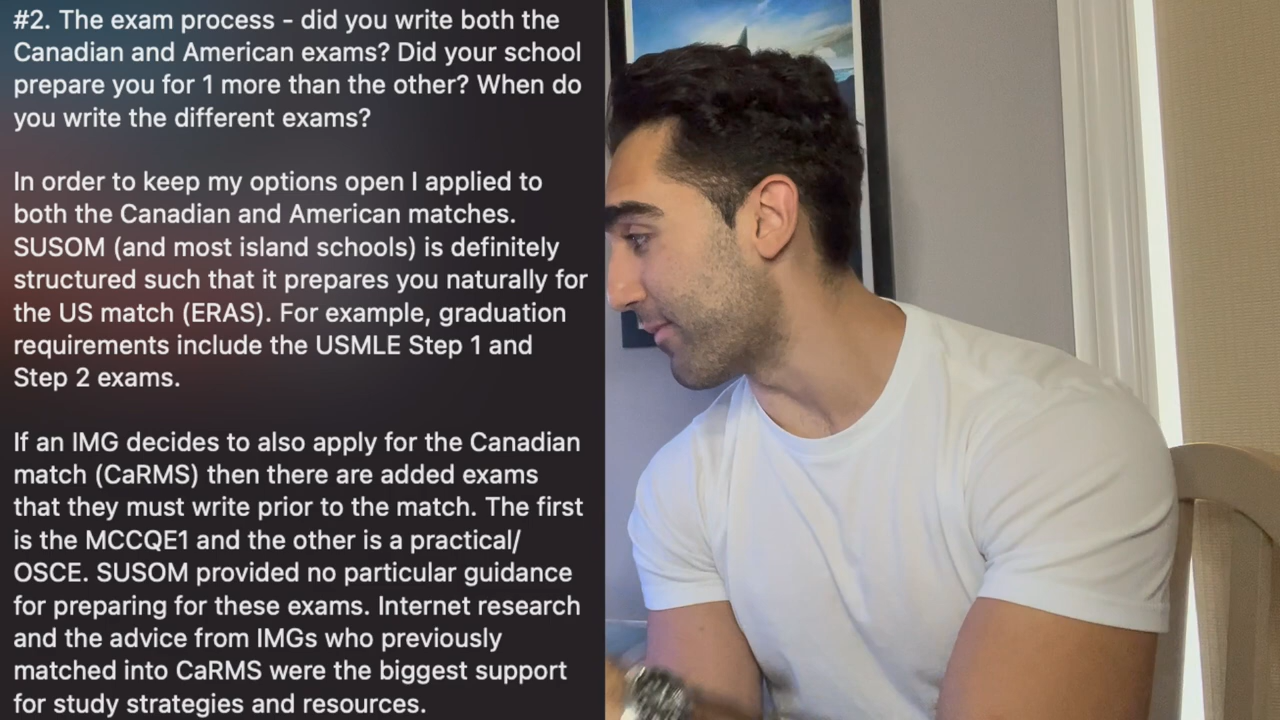 #2. The exam process - did you write both the
Canadian and American exams? Did your school
prepare you for 1 more than the other? When do
you write the different exams?
In order to keep my options open I applied to
both the Canadian and American matches.
SUSOM (and most island schools) is definitely
structured such that it prepares you naturally for
the US match (ERAS). For example, graduation
requirements include the USMLE Step 1 and
Step 2 exams.
If an IMG decides to also apply for the Canadian
match (CaRMS) then there are added exams
that they must write prior to the match. The first
is the MCCQE1 and the other is a practical/
OSCE. SUSOM provided no particular guidance
for preparing for these exams. Internet research
and the advice from IMGs who previously
matched into CaRMS were the biggest support
for study strategies and resources.